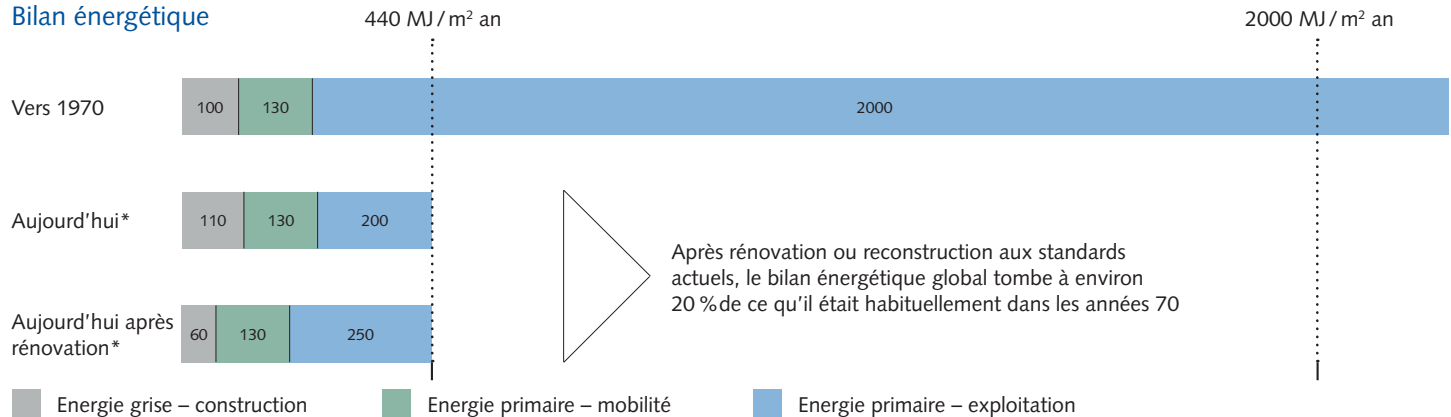 Bilan énergétique
440 MJ / m² an
2000 MJ / m² an
Vers 1970
100
130
2000
Aujourd'hui*
110
130
200
Après rénovation ou reconstruction aux standards
actuels, le bilan énergétique global tombe à environ
20 % de ce qu'il était habituellement dans les années 70
Aujourd'hui après
rénovation*
60
130
250
Energie grise – construction
Energie primaire – mobilité
Energie primaire – exploitation